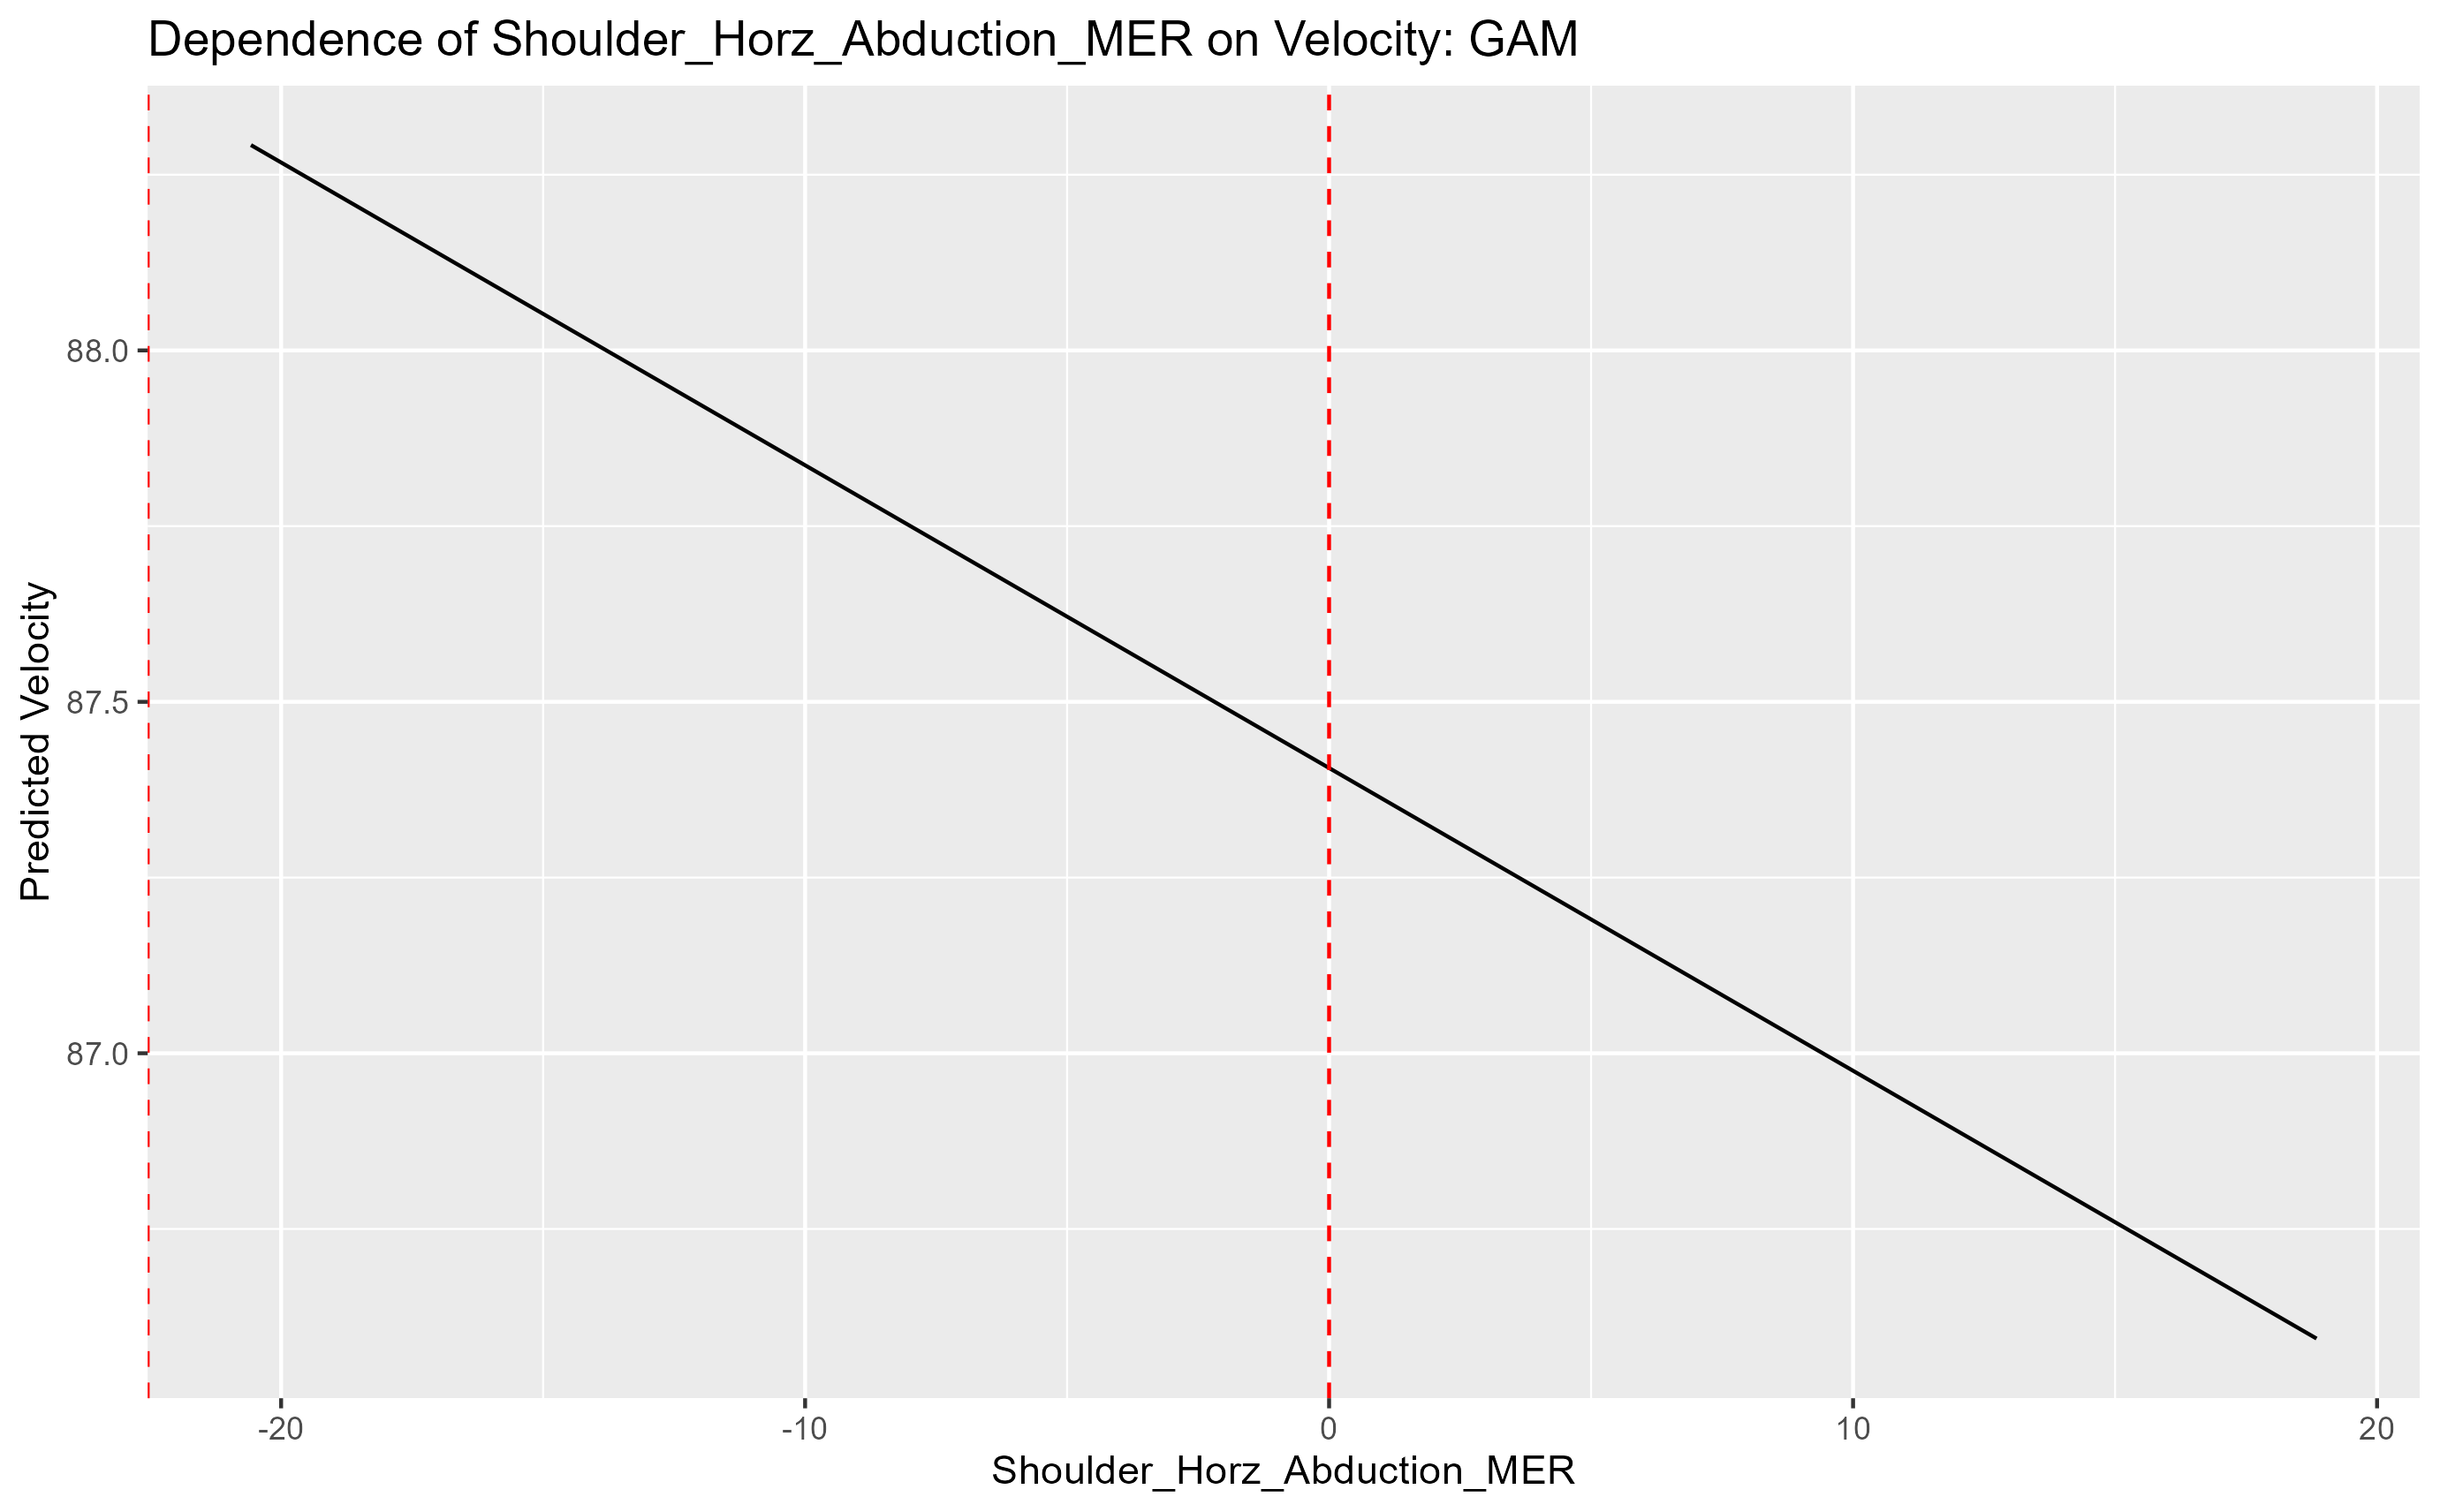 Dependence of Shoulder_Horz_Abduction_MER on Velocity: GAM
Predicted Velocity
88.0
87.5
87.0
-20 -10 0 10 20
Shoulder_Horz_Abduction_MER